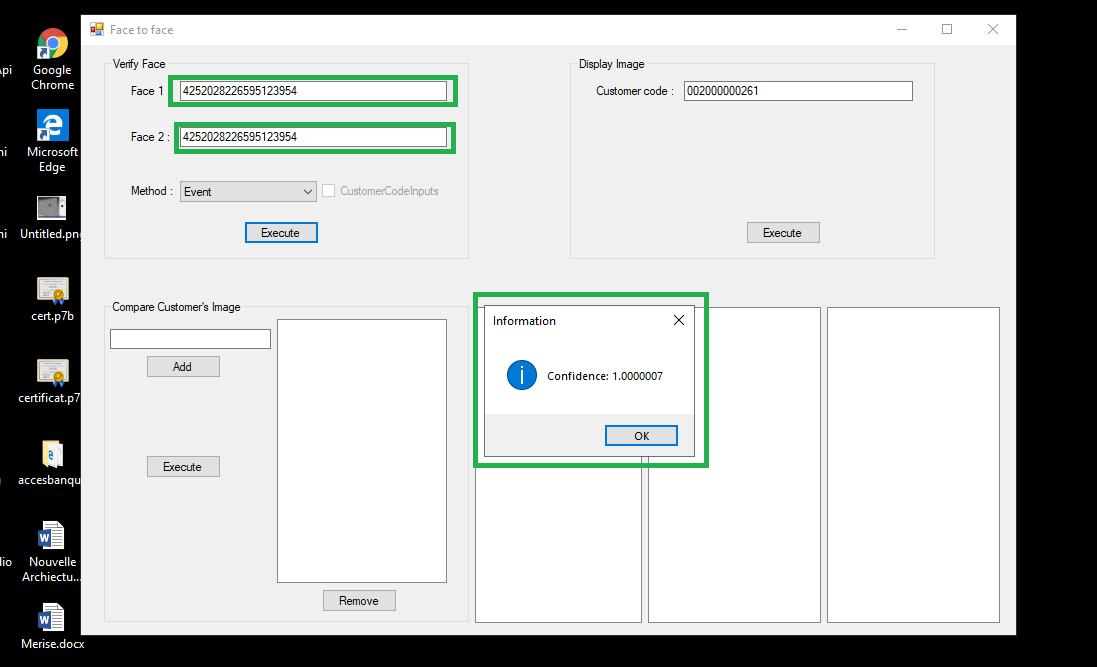 Face to face
Api
Google
Chrome
Microsoft
Edge
ni
Untitled.png
ni
cert.p7b
certificat.p7
accesbanqu
Nouvelle
Architectu...
lio
Merise.docx
Verify Face
Face 1
4252028226595123954
Face 2 :
4252028226595123954
Method :
Event
CustomerCodeInputs
Execute
Display Image
Customer code :
002000000261
Execute
Compare Customer's Image
Add
Execute
Remove
Information
Confidence: 1.0000007
OK